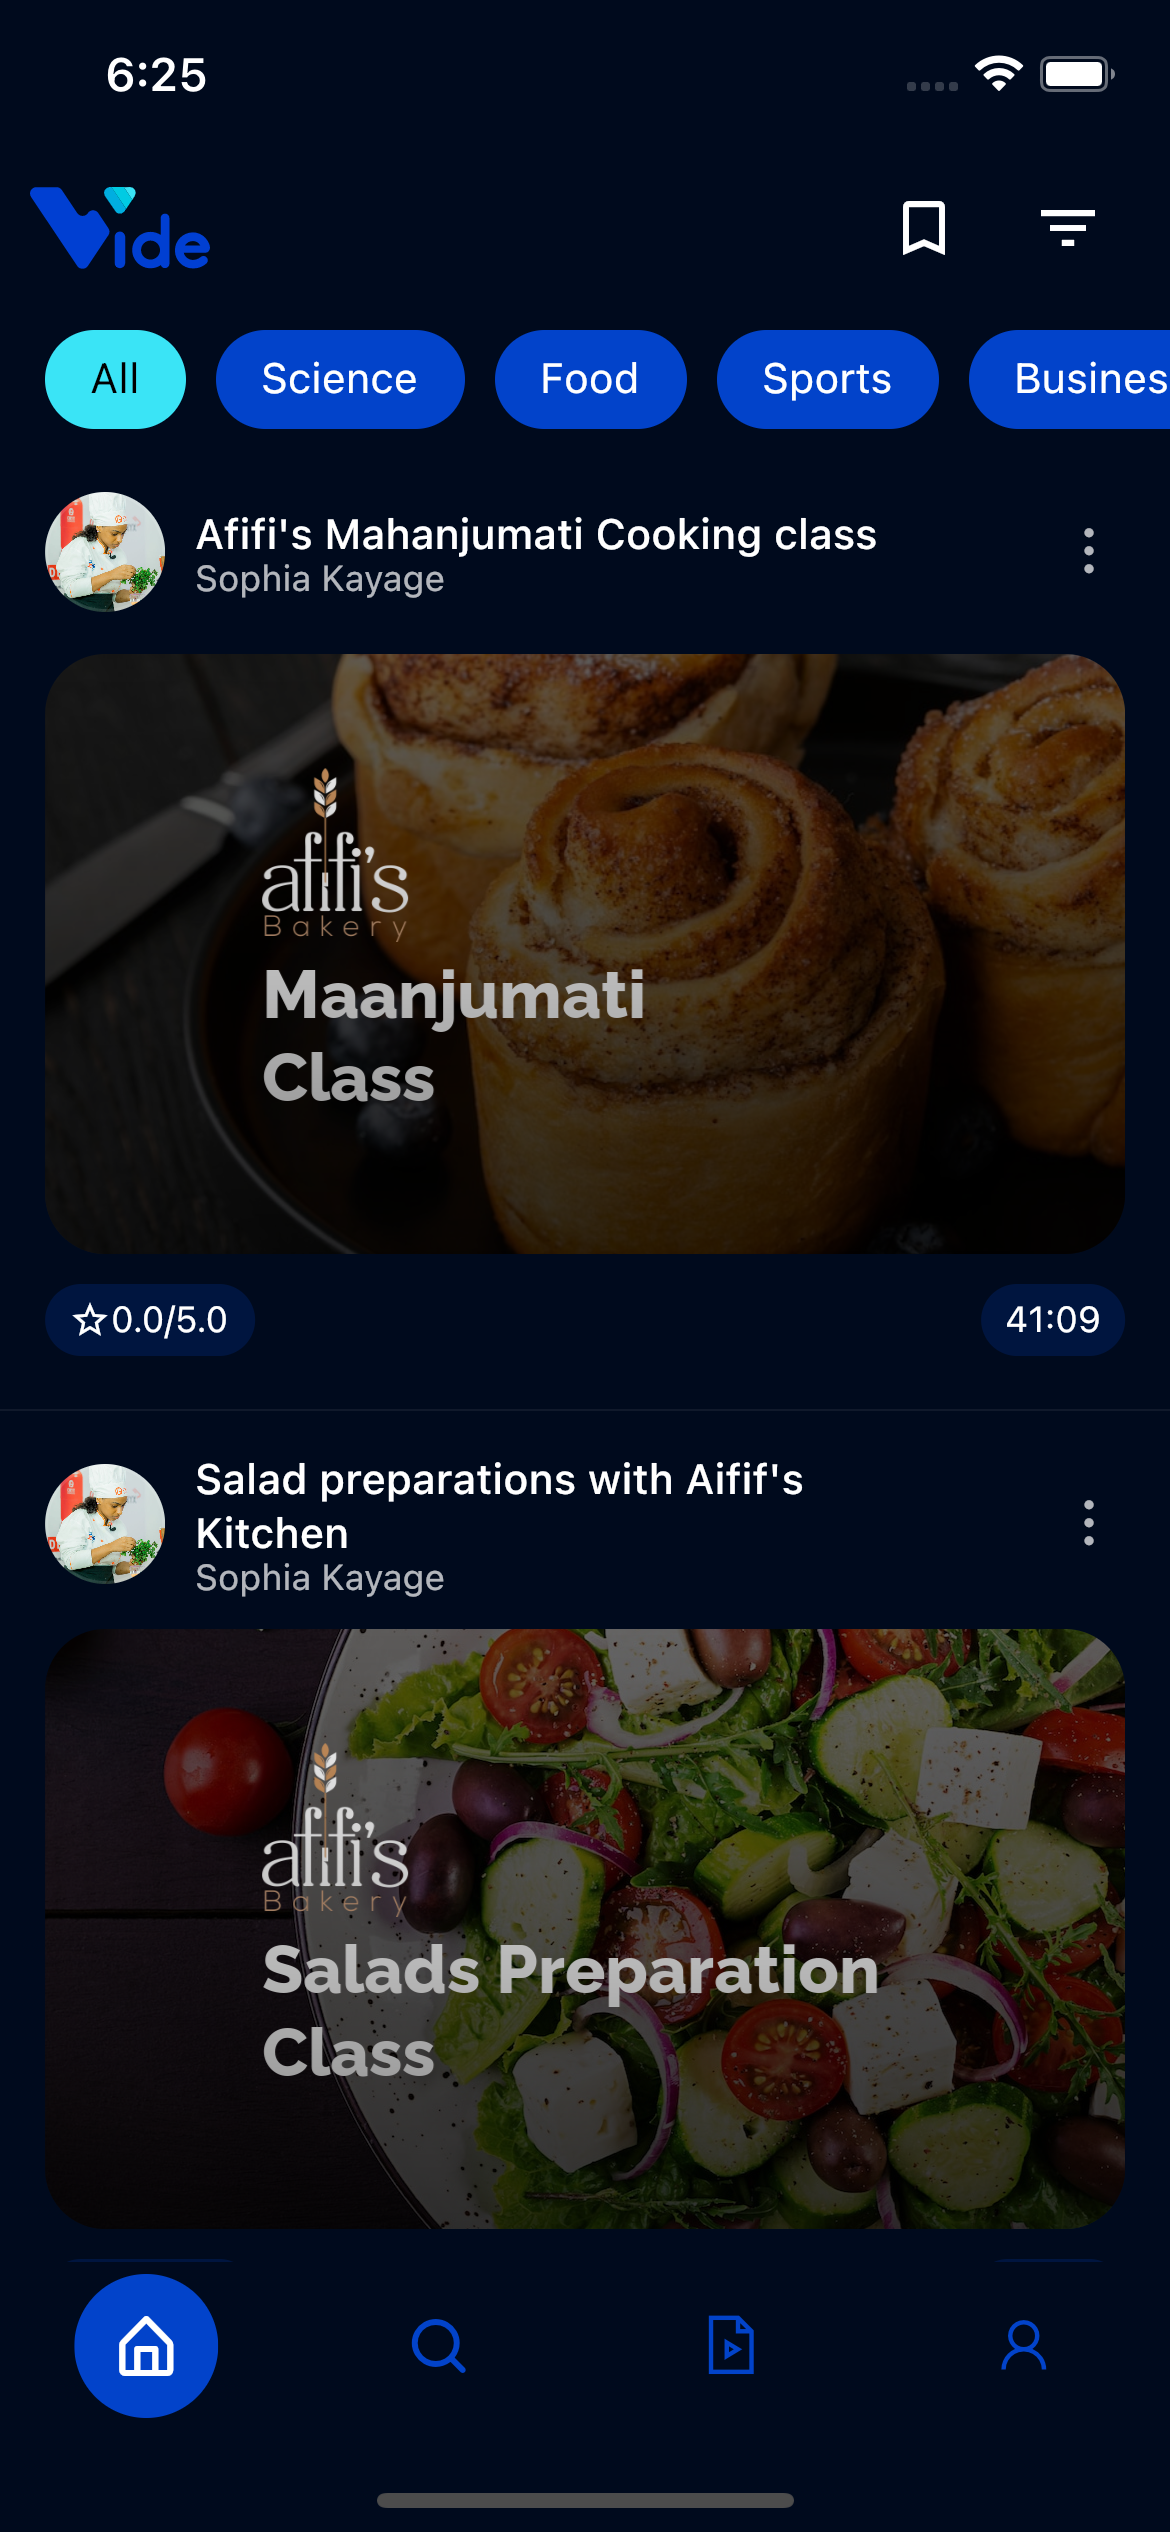 6:25
Vide
All
Science
Food
Sports
Busines
Afifi's Mahanjumati Cooking class
Sophia Kayage
afifi's
Bakery
Maanjumati
Class
0.0/5.0
41:09
Salad preparations with Aifif's
Kitchen
Sophia Kayage
afifi's
Bakery
Salads Preparation
Class